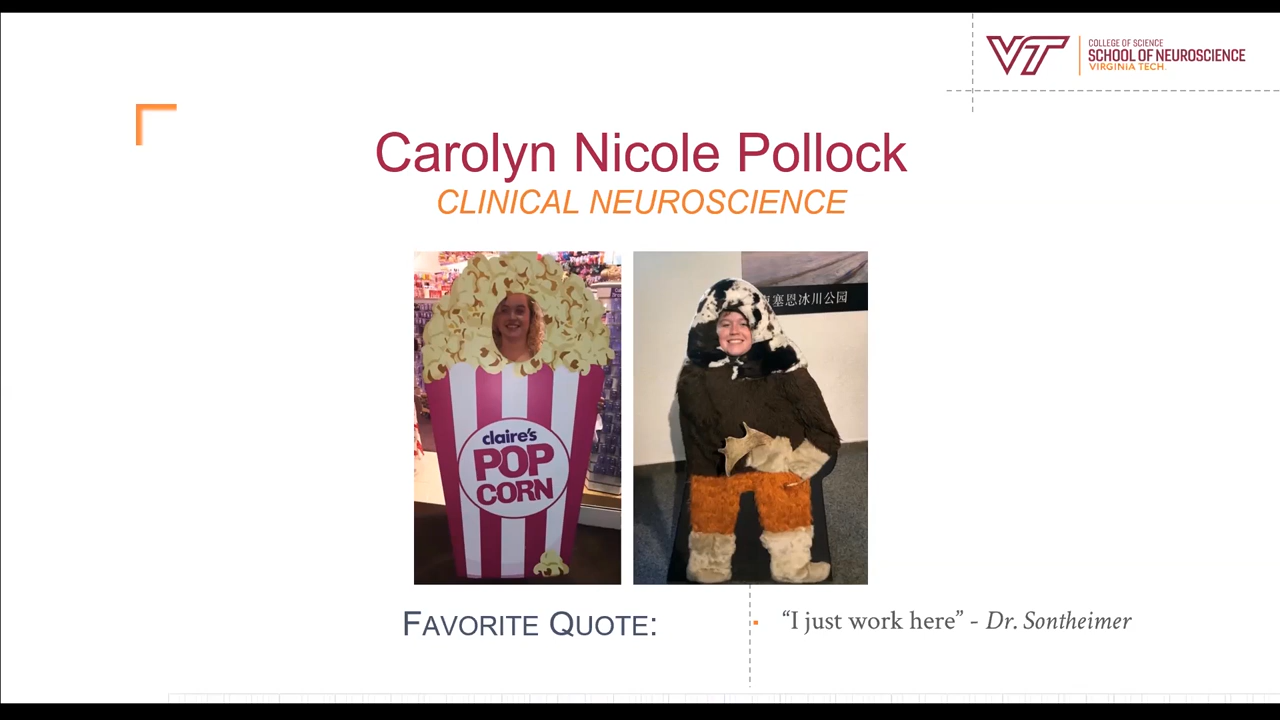 VT
COLLEGE OF SCIENCE
SCHOOL OF NEUROSCIENCE
VIRGINIA TECH.
Carolyn Nicole Pollock
CLINICAL NEUROSCIENCE
塞恩冰川公园
claire's
POP
CORN
FAVORITE QUOTE:
“I just work here” - Dr. Sontheimer